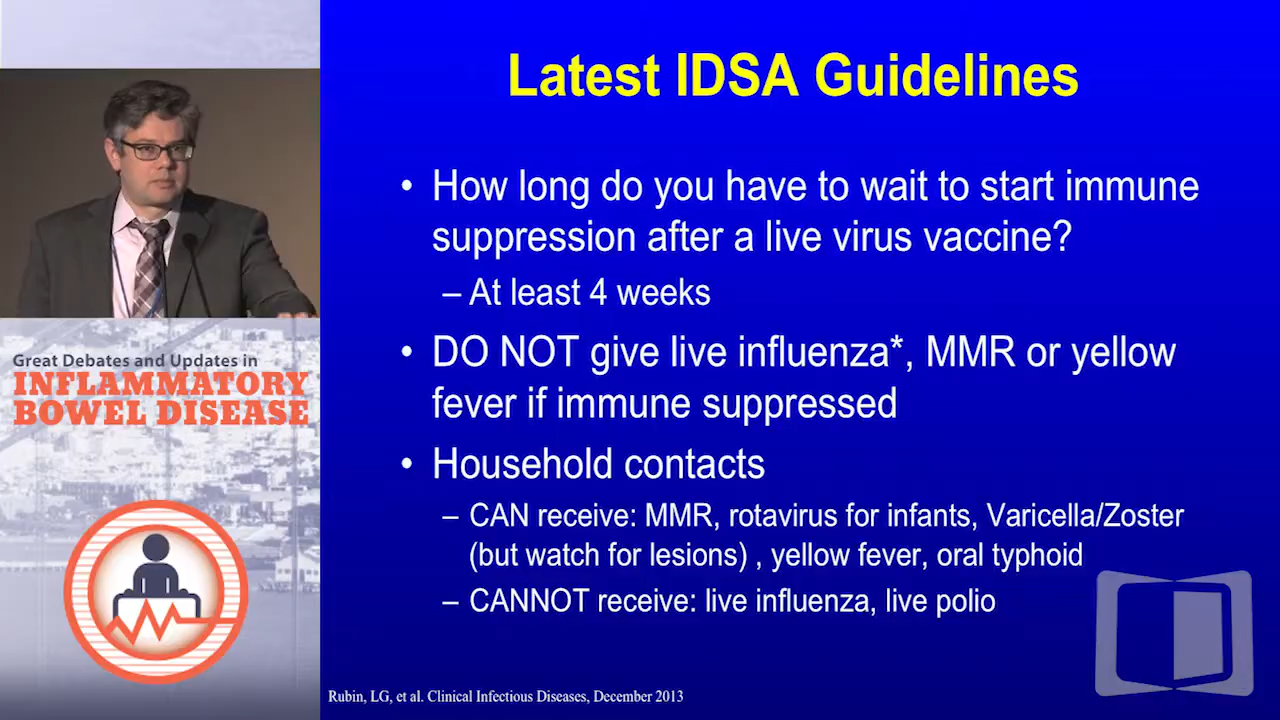 Latest IDSA Guidelines
• How long do you have to wait to start immune
suppression after a live virus vaccine?
– At least 4 weeks
• DO NOT give live influenza*, MMR or yellow
fever if immune suppressed
• Household contacts
– CAN receive: MMR, rotavirus for infants, Varicella/Zoster
(but watch for lesions) , yellow fever, oral typhoid
– CANNOT receive: live influenza, live polio
Rubin, LG, et al. Clinical Infectious Diseases, December 2013
Great Debates and Updates in
INFLAMMATORY
BOWEL DISEASE